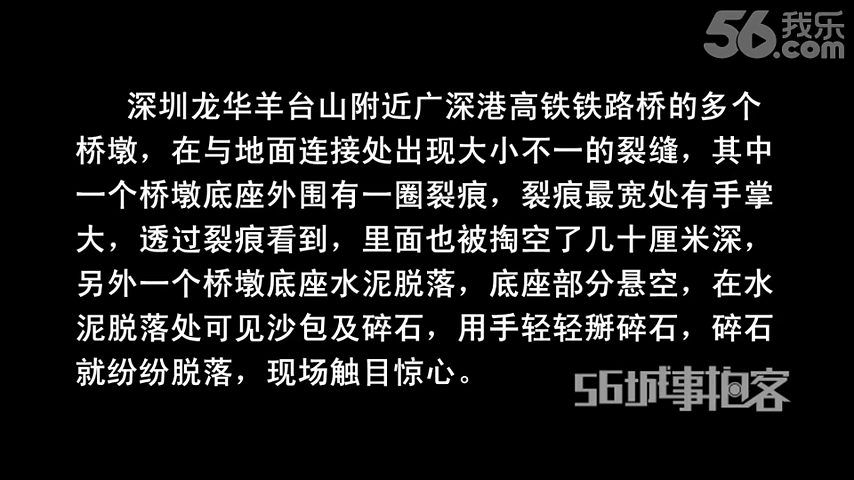 56我乐
.com
深圳龙华羊台山附近广深港高铁铁路桥的多个
桥墩，在与地面连接处出现大小不一的裂缝，其中
一个桥墩底座外围有一圈裂痕，裂痕最宽处有手掌
大，透过裂痕看到，里面也被掏空了几十厘米深，
另外一个桥墩底座水泥脱落，底座部分悬空，在水
泥脱落处可见沙包及碎石，用手轻轻掰碎石，碎石
就纷纷脱落，现场触目惊心。
56城事拍客